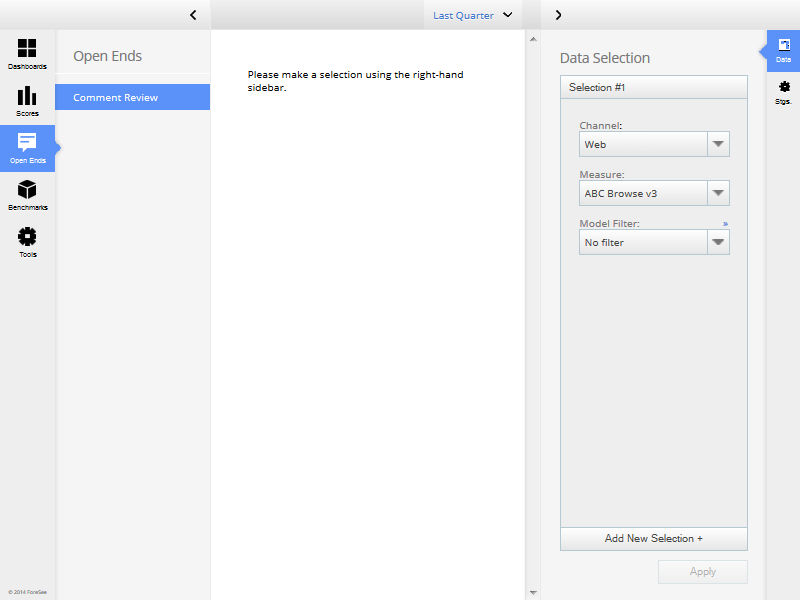 Last Quarter
Dashboards
Scores
Open Ends
Benchmarks
Tools
© 2014 ForeSee
Open Ends
Comment Review
Please make a selection using the right-hand
sidebar.
Data Selection
Selection #1
Channel:
Web
Measure:
ABC Browse v3
Model Filter: »
No filter
Add New Selection +
Apply
Data
Stgs.